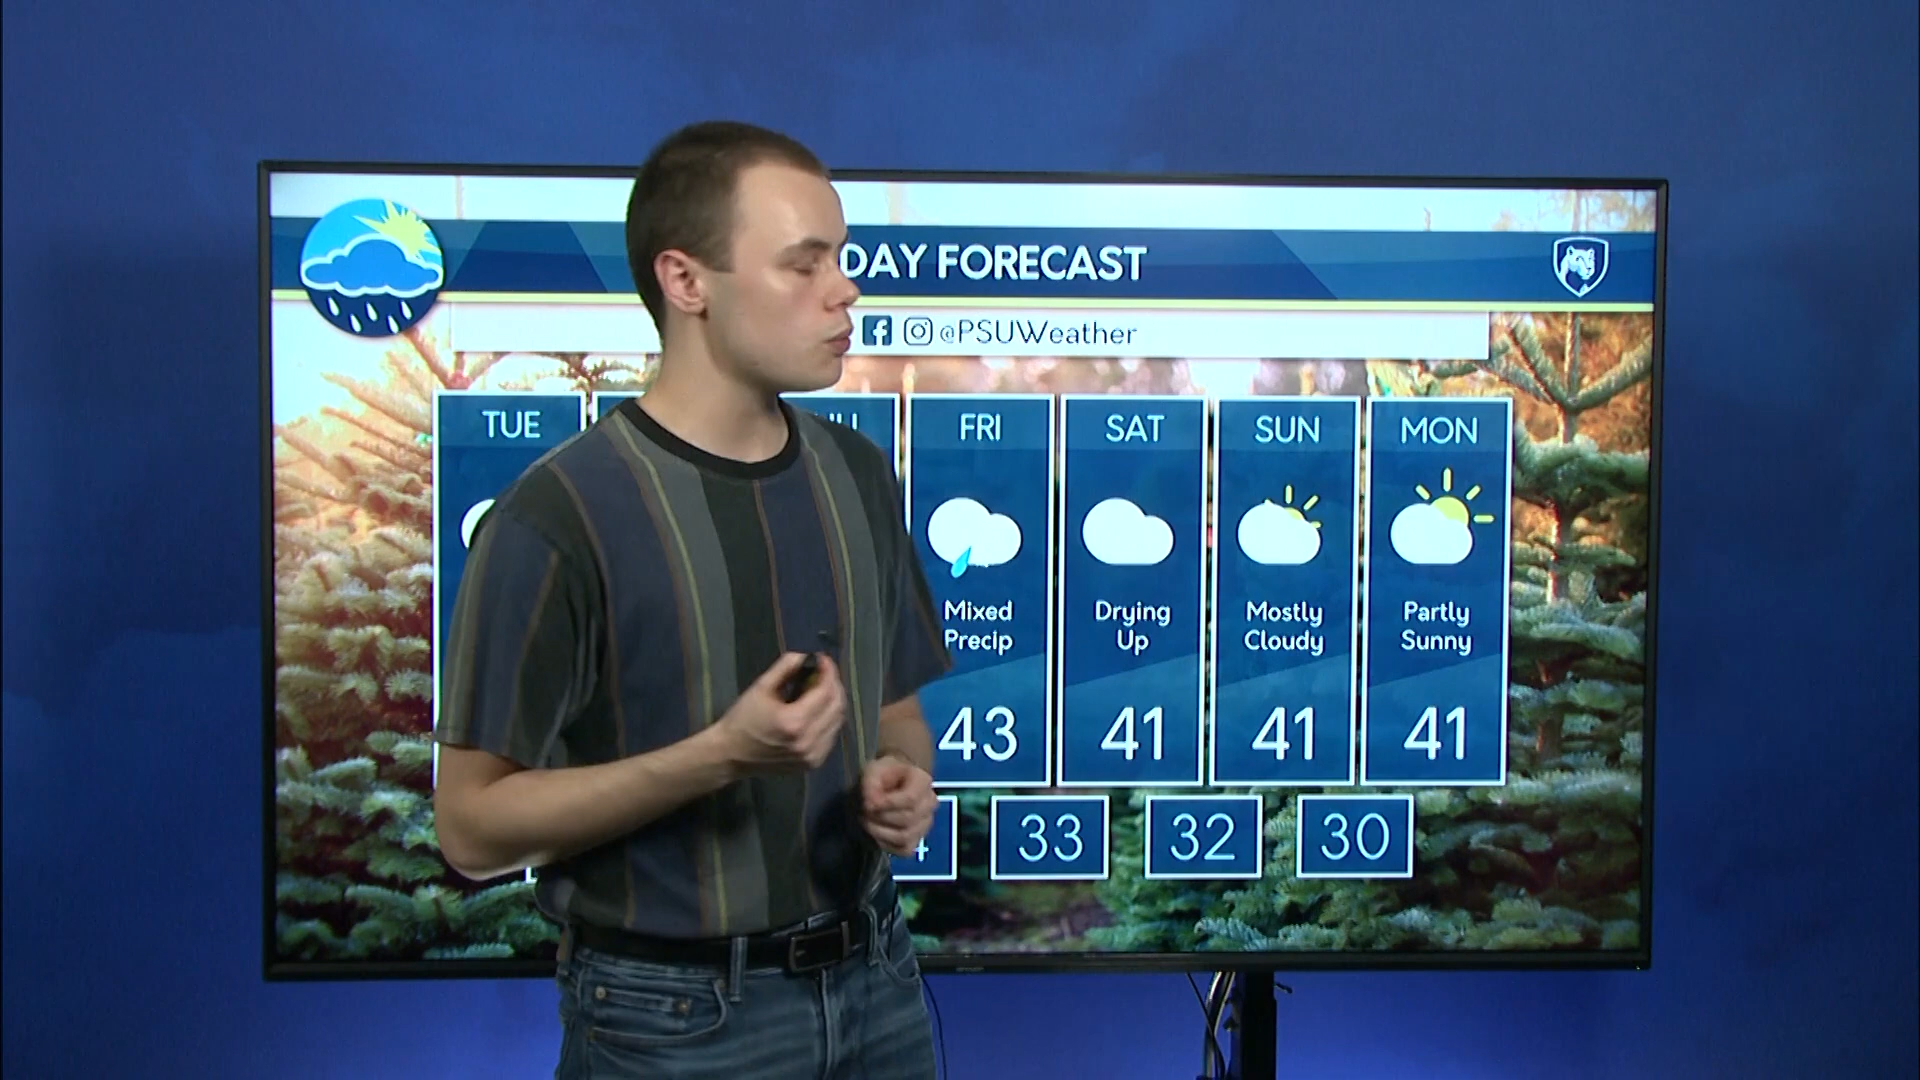 DAY FORECAST
@PSUWeather
TUE
FRI
SAT
SUN
MON
Mixed
Precip
Drying
Up
Mostly
Cloudy
Partly
Sunny
43
41
41
41
33
32
30